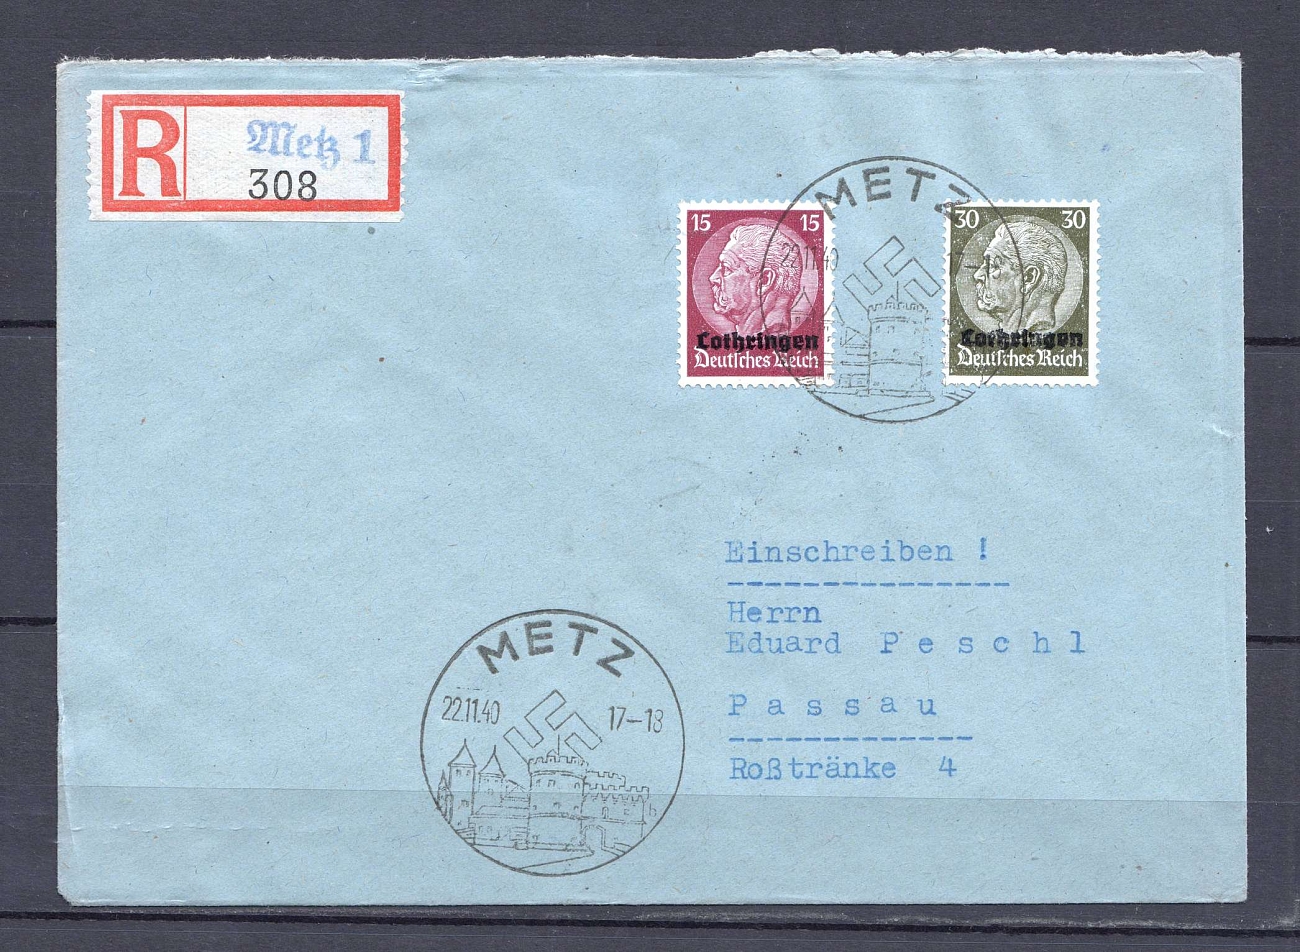 R Metz 1
308
15 15
Lothringen
Deutsches Reich
30 30
Lothringen
Deutsches Reich
METZ
22.11.40
Einschreiben !
Herrn
Eduard Peschl
Passau
Roßtränke 4
METZ
22.11.40 17-18
b